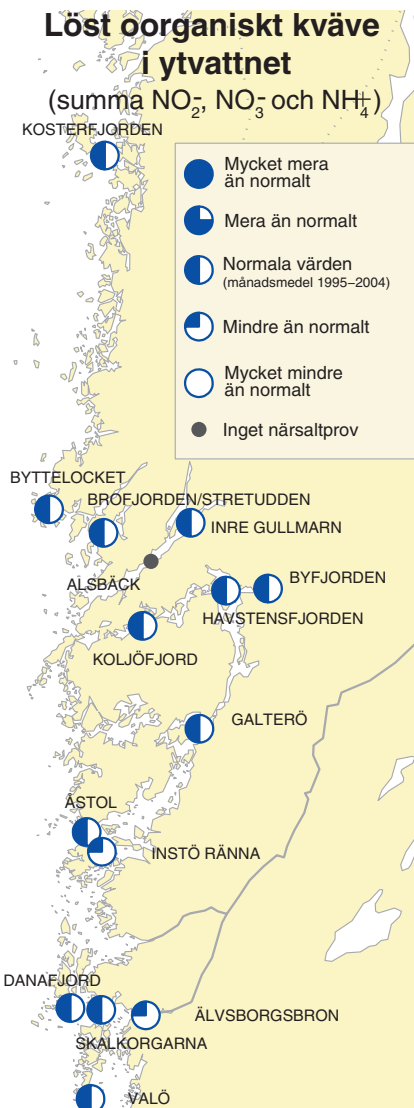 Löst oorganiskt kväve
i ytvattnet
(summa NO₂⁻, NO₃⁻ och NH₄⁺)
KOSTERFJORDEN
Mycket mera
än normalt
Mera än normalt
Normala värden
(månadsmedel 1995–2004)
Mindre än normalt
Mycket mindre
än normalt
Inget närsaltprov
BYTTELOCKET
BROFJORDEN/STRETUDDEN
INRE GULLMARN
ALSBÄCK
BYFJORDEN
HAVSTENSFJORDEN
KOLJÖFJORD
GALTERÖ
ÅSTOL
INSTÖ RÄNNA
DANAFJORD
ÄLVSBORGSBRON
SKALKORGARNA
VALÖ